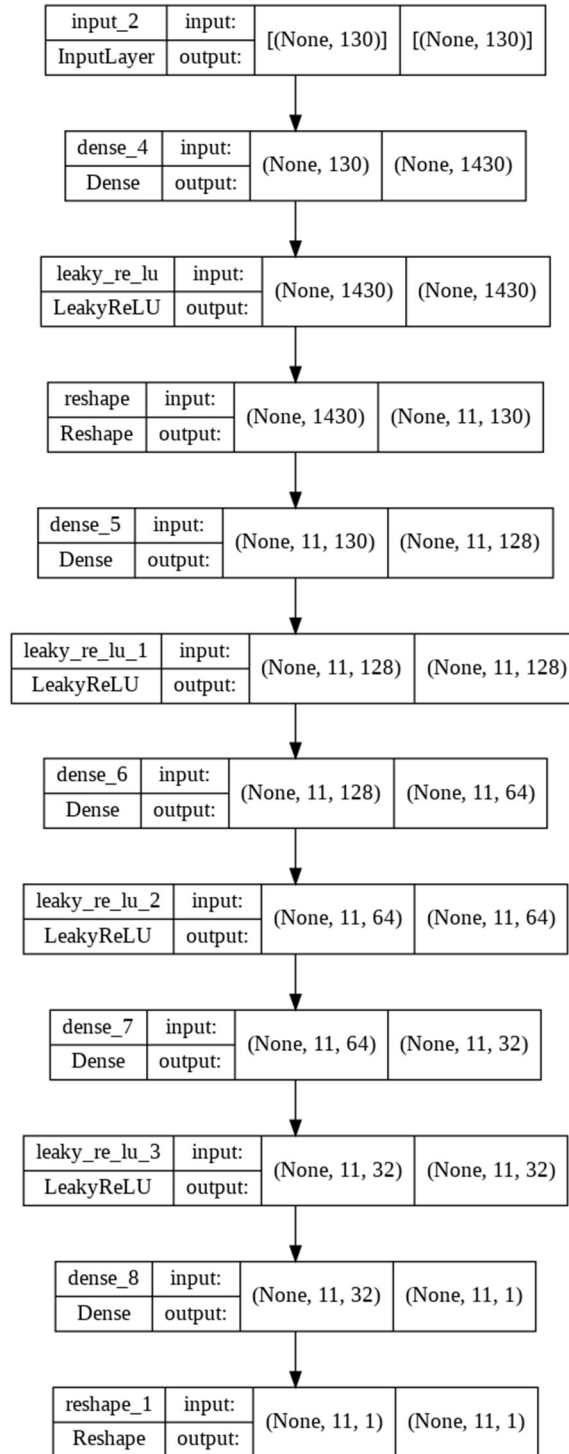 input_2 input: [(None, 130)] [(None, 130)]
InputLayer output:
dense_4 input: (None, 130) (None, 1430)
Dense output:
leaky_re_lu input: (None, 1430) (None, 1430)
LeakyReLU output:
reshape input: (None, 1430) (None, 11, 130)
Reshape output:
dense_5 input: (None, 11, 130) (None, 11, 128)
Dense output:
leaky_re_lu_1 input: (None, 11, 128) (None, 11, 128)
LeakyReLU output:
dense_6 input: (None, 11, 128) (None, 11, 64)
Dense output:
leaky_re_lu_2 input: (None, 11, 64) (None, 11, 64)
LeakyReLU output:
dense_7 input: (None, 11, 64) (None, 11, 32)
Dense output:
leaky_re_lu_3 input: (None, 11, 32) (None, 11, 32)
LeakyReLU output:
dense_8 input: (None, 11, 32) (None, 11, 1)
Dense output:
reshape_1 input: (None, 11, 1) (None, 11, 1)
Reshape output: